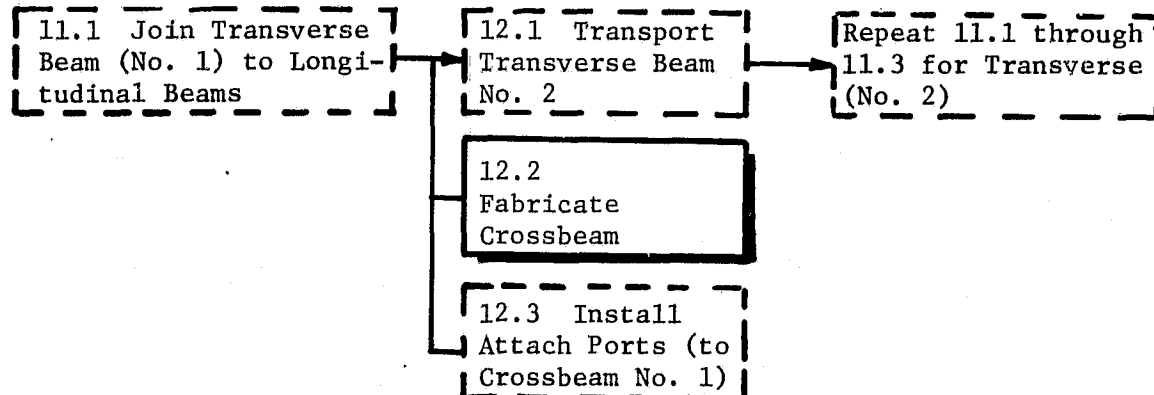 11.1 Join Transverse
Beam (No. 1) to Longi-
tudinal Beams
12.1 Transport
Transverse Beam
No. 2
Repeat 11.1 through
11.3 for Transverse
(No. 2)
12.2
Fabricate
Crossbeam
12.3 Install
Attach Ports (to
Crossbeam No. 1)